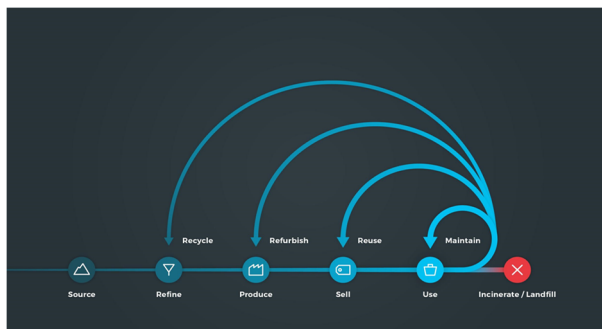 Recycle
Refurbish
Reuse
Maintain
Source
Refine
Produce
Sell
Use
Incinerate / Landfill